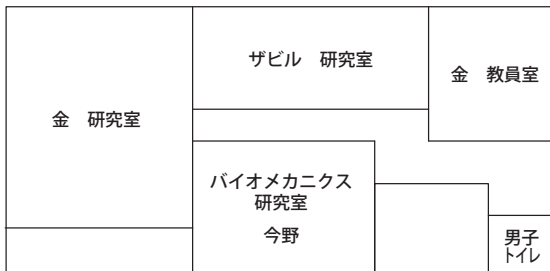 ザビル 研究室
金 教員室
金 研究室
バイオメカニクス
研究室
今野
男子
トイレ